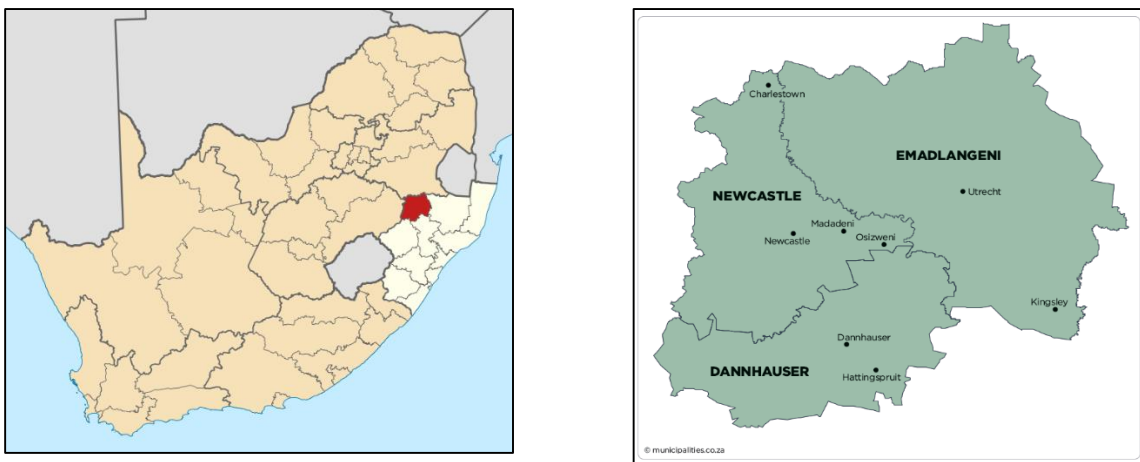 Charlestown
EMADLANGENI
Utrecht
NEWCASTLE
Madadeni
Newcastle
Osizweni
Kingsley
Dannhauser
DANNHAUSER
Hattingspruit
© municipalities.co.za